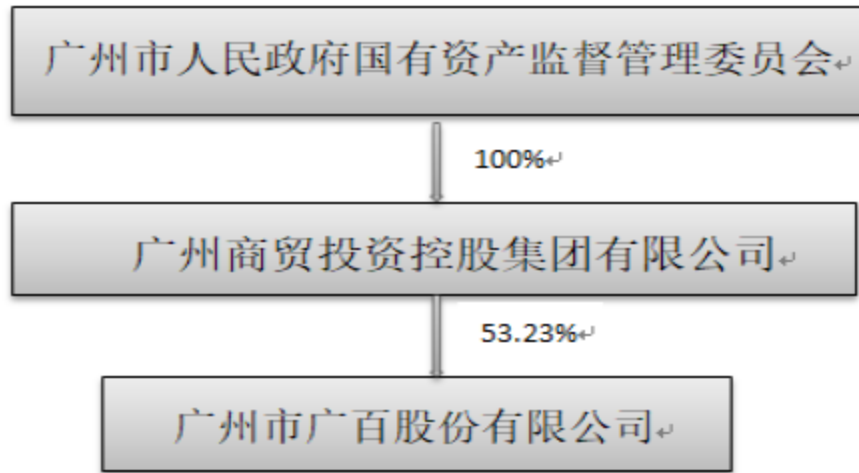 广州市人民政府国有资产监督管理委员会↵
100%↵
广州商贸投资控股集团有限公司↵
53.23%↵
广州市广百股份有限公司↵